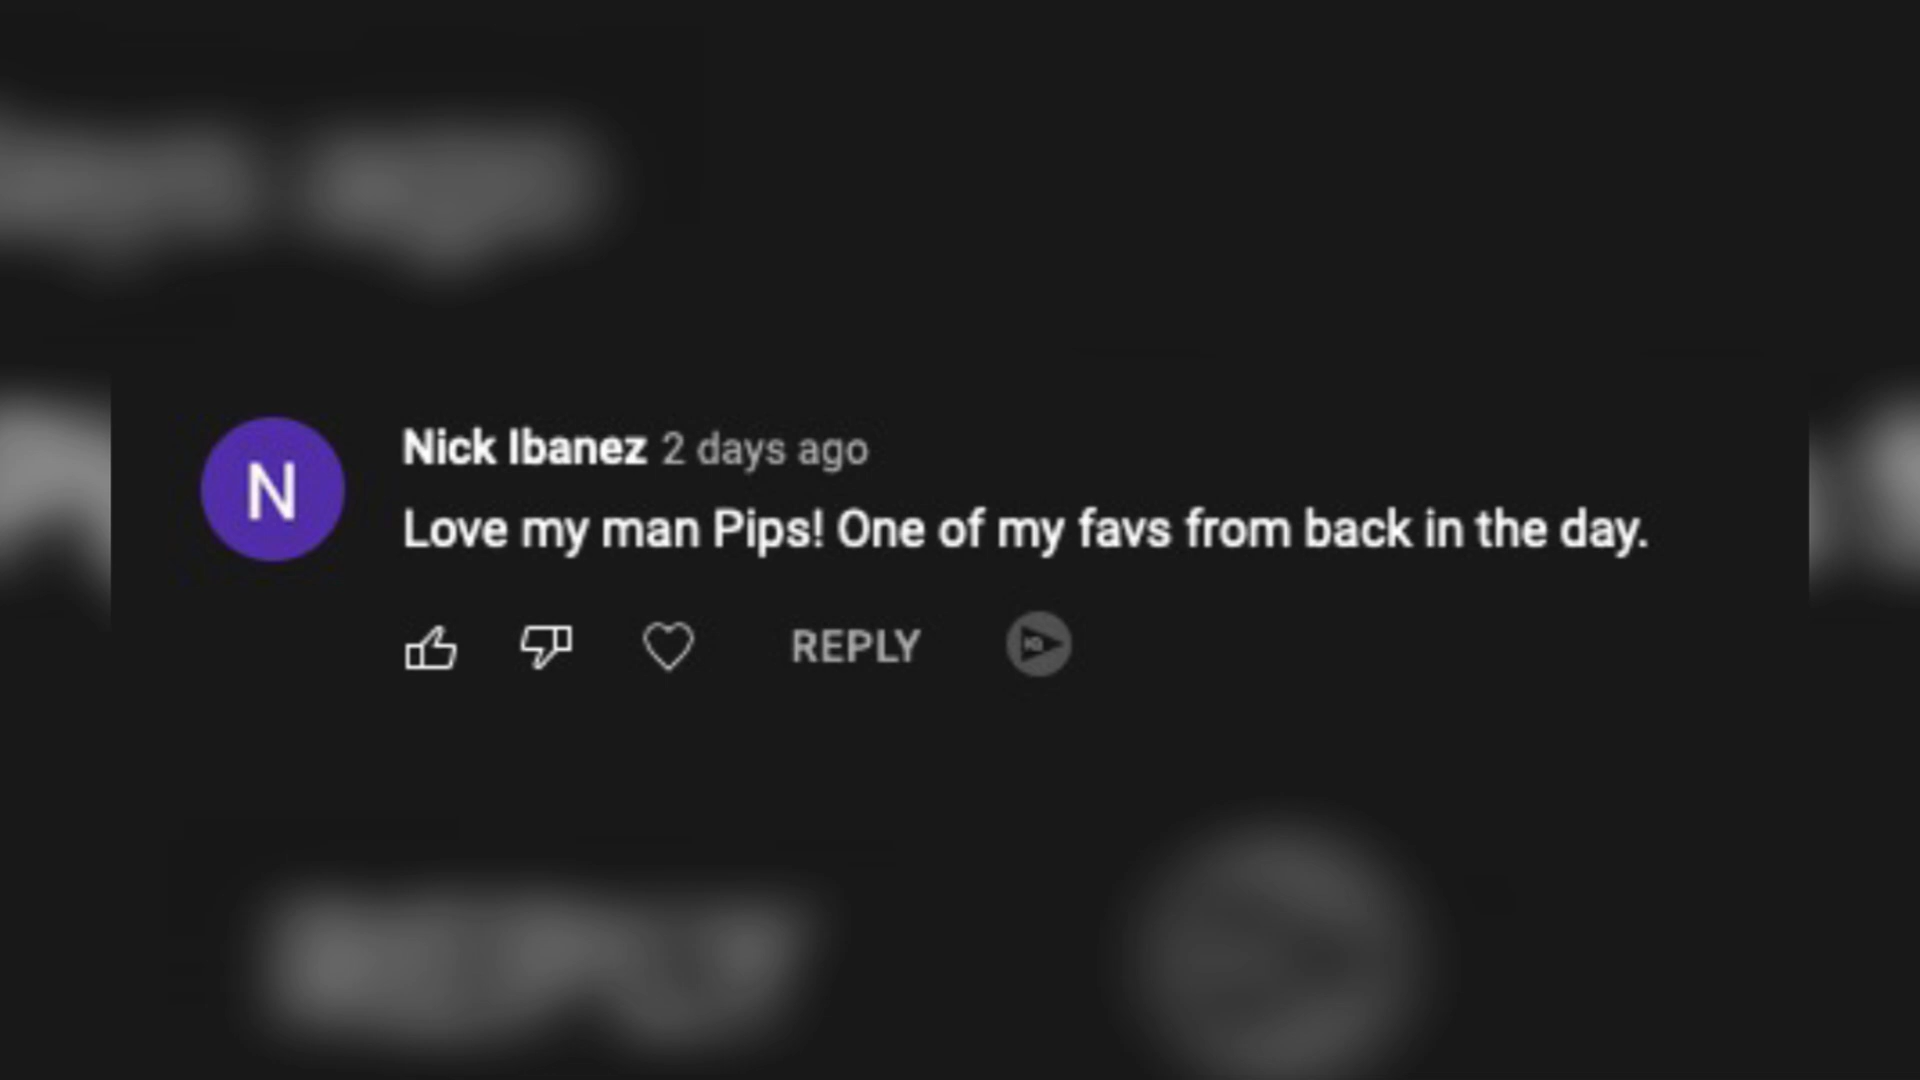 N
Nick Ibanez 2 days ago
Love my man Pips! One of my favs from back in the day.
REPLY